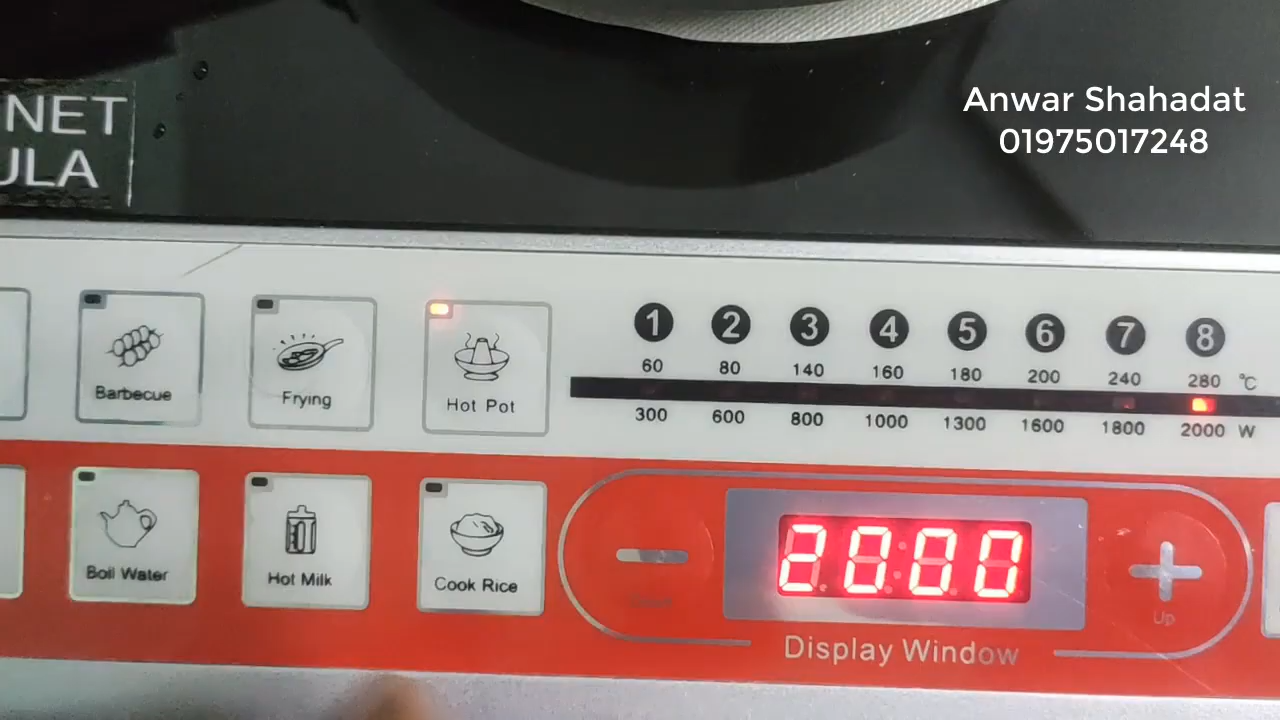 NET
ULA
Anwar Shahadat
01975017248
Barbecue
Frying
Hot Pot
1 2 3 4 5 6 7 8
60 80 140 160 180 200 240 280 °C
300 600 800 1000 1300 1600 1800 2000 W
Boil Water
Hot Milk
Cook Rice
2000
Up
Display Window